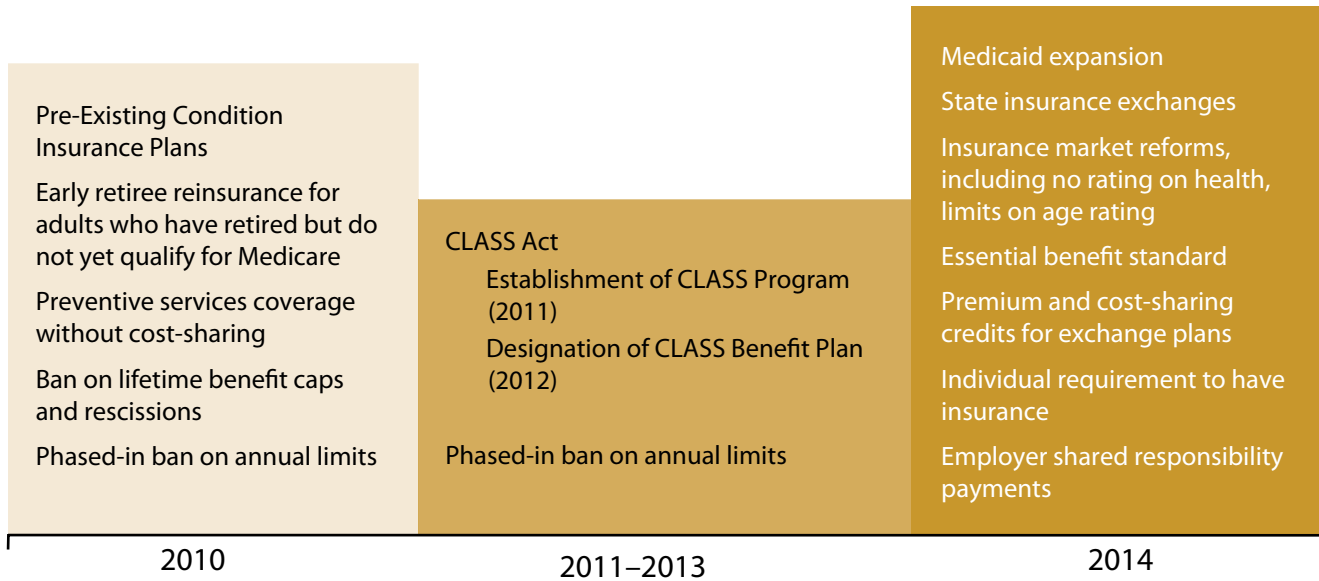 Pre-Existing Condition
Insurance Plans
Early retiree reinsurance for
adults who have retired but do
not yet qualify for Medicare
Preventive services coverage
without cost-sharing
Ban on lifetime benefit caps
and rescissions
Phased-in ban on annual limits
CLASS Act
Establishment of CLASS Program
(2011)
Designation of CLASS Benefit Plan
(2012)
Phased-in ban on annual limits
Medicaid expansion
State insurance exchanges
Insurance market reforms,
including no rating on health,
limits on age rating
Essential benefit standard
Premium and cost-sharing
credits for exchange plans
Individual requirement to have
insurance
Employer shared responsibility
payments
2010
2011–2013
2014